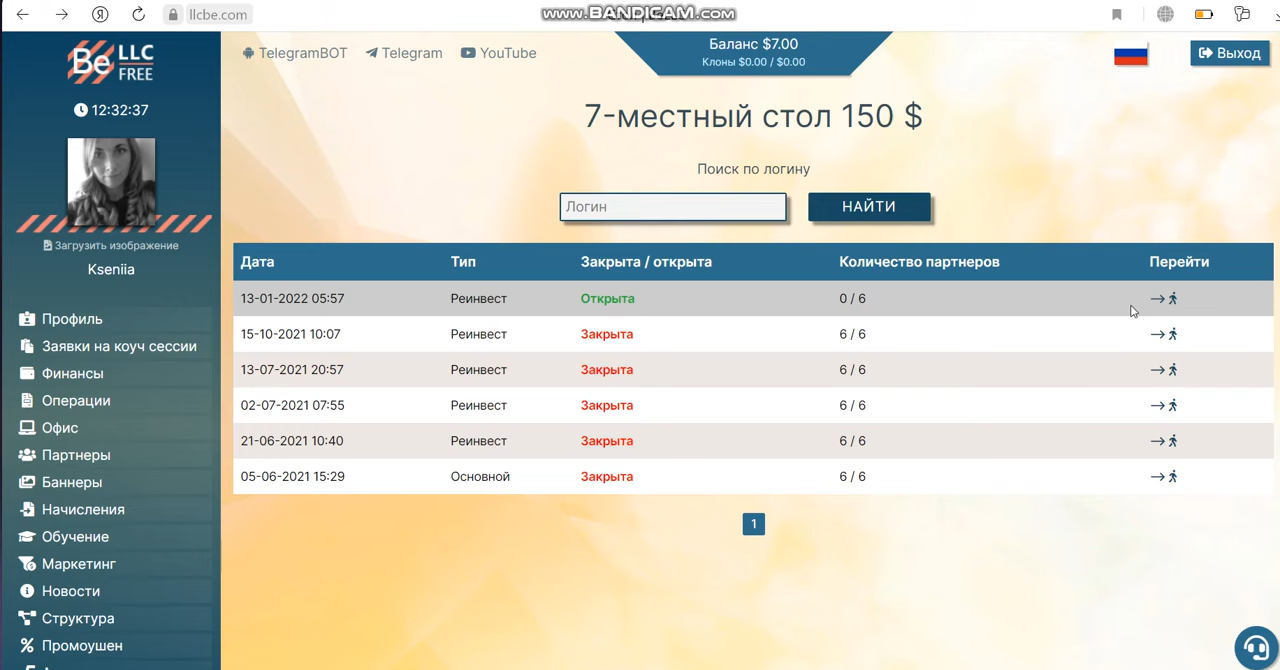 llcbe.com
www.BANDICAM.com
Be LLC FREE
12:32:37
Загрузить изображение
Kseniia
Профиль
Заявки на коуч сессии
Финансы
Операции
Офис
Партнеры
Баннеры
Начисления
Обучение
Маркетинг
Новости
Структура
Промоушен
TelegramBOT Telegram YouTube
Баланс $7.00
Клоны $0.00 / $0.00
Выход
7-местный стол 150 $
Поиск по логину
Логин НАЙТИ
Дата Тип Закрыта / открыта Количество партнеров Перейти
13-01-2022 05:57 Реинвест Открыта 0 / 6
15-10-2021 10:07 Реинвест Закрыта 6 / 6
13-07-2021 20:57 Реинвест Закрыта 6 / 6
02-07-2021 07:55 Реинвест Закрыта 6 / 6
21-06-2021 10:40 Реинвест Закрыта 6 / 6
05-06-2021 15:29 Основной Закрыта 6 / 6
1